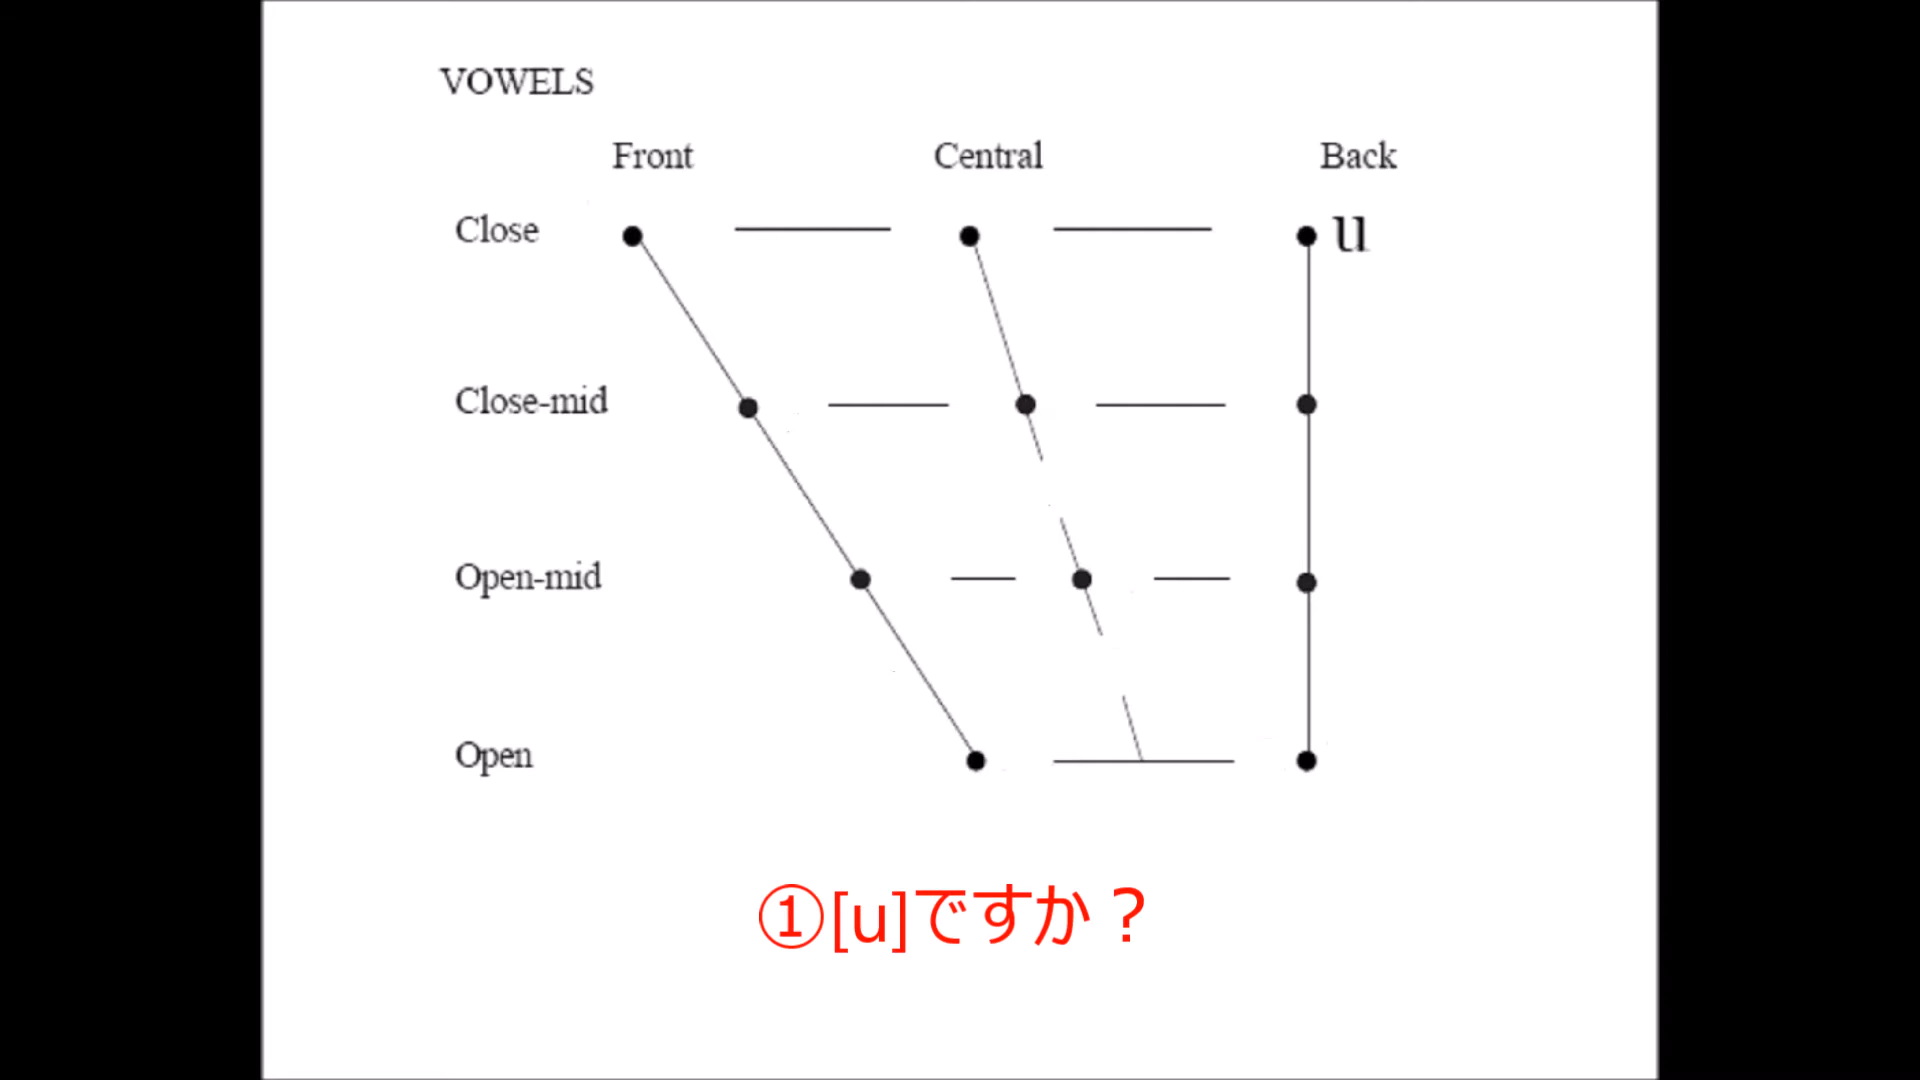 VOWELS
Front Central Back
Close u
Close-mid
Open-mid
Open
①[u]ですか？